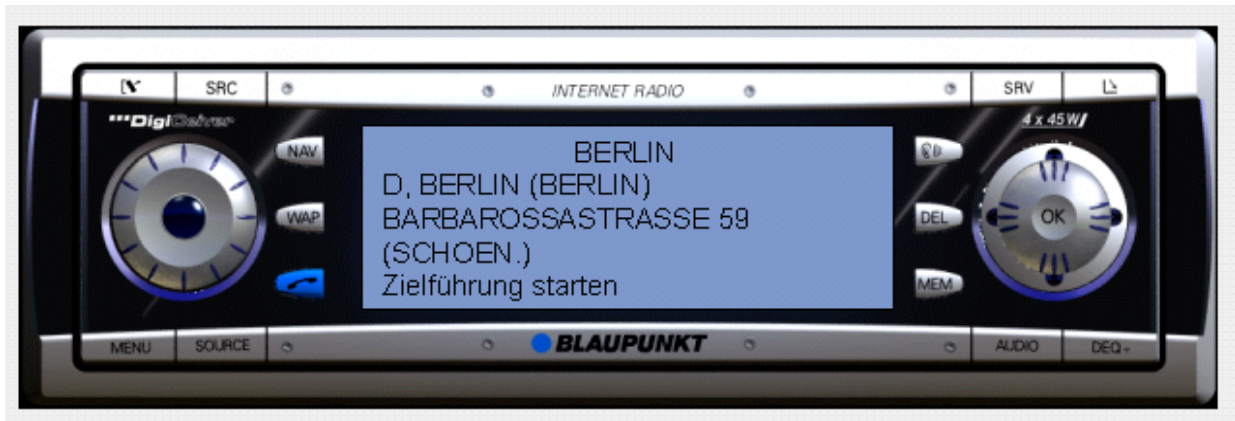 SRC
INTERNET RADIO
SRV
DigiCeiver
4 x 45W
NAV
BERLIN
D, BERLIN (BERLIN)
WAP
BARBAROSSASTRASSE 59
DEL
OK
(SCHOEN.)
Zielführung starten
MEM
MENU
SOURCE
BLAUPUNKT
AUDIO
DEQ+